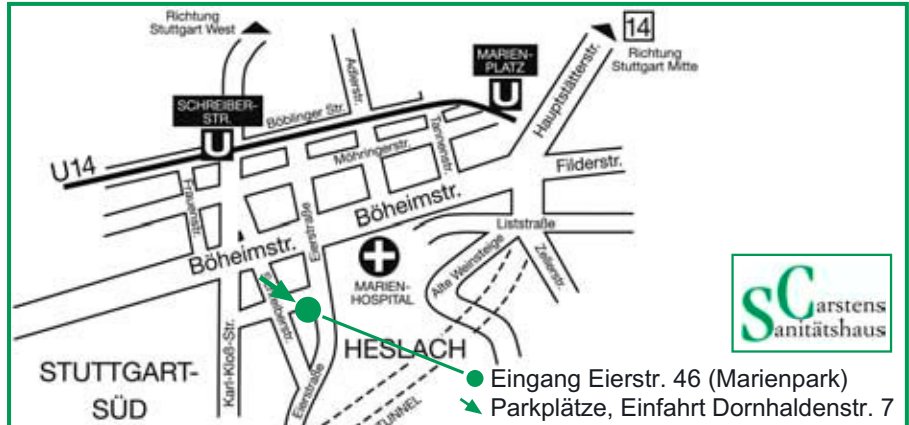 Richtung
Stuttgart West
14
Richtung
Stuttgart Mitte
MARIEN-
PLATZ
U
Adlerstr.
Hauptstätterstr.
SCHREIBER-
STR.
U
Böblinger Str.
Tannenstr.
Möhringerstr.
U14
Filderstr.
Frauenstr.
Eierstraße
Böheimstr.
Liststraße
Böheimstr.
Alte Weinsteige
Zellerstr.
MARIEN-
HOSPITAL
Schreiberstr.
Karl-Kloß-Str.
Carstens
Sanitätshaus
HESLACH
STUTTGART-
SÜD
Eierstraße
TUNNEL
Eingang Eierstr. 46 (Marienpark)
Parkplätze, Einfahrt Dornhaldenstr. 7